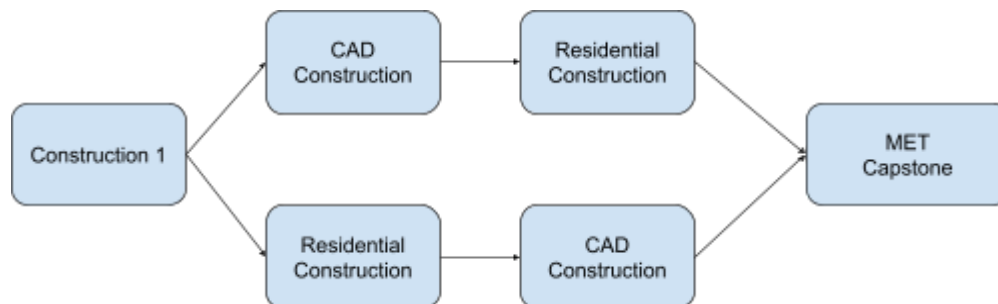 CAD
Construction
Residential
Construction
Construction 1
MET
Capstone
Residential
Construction
CAD
Construction